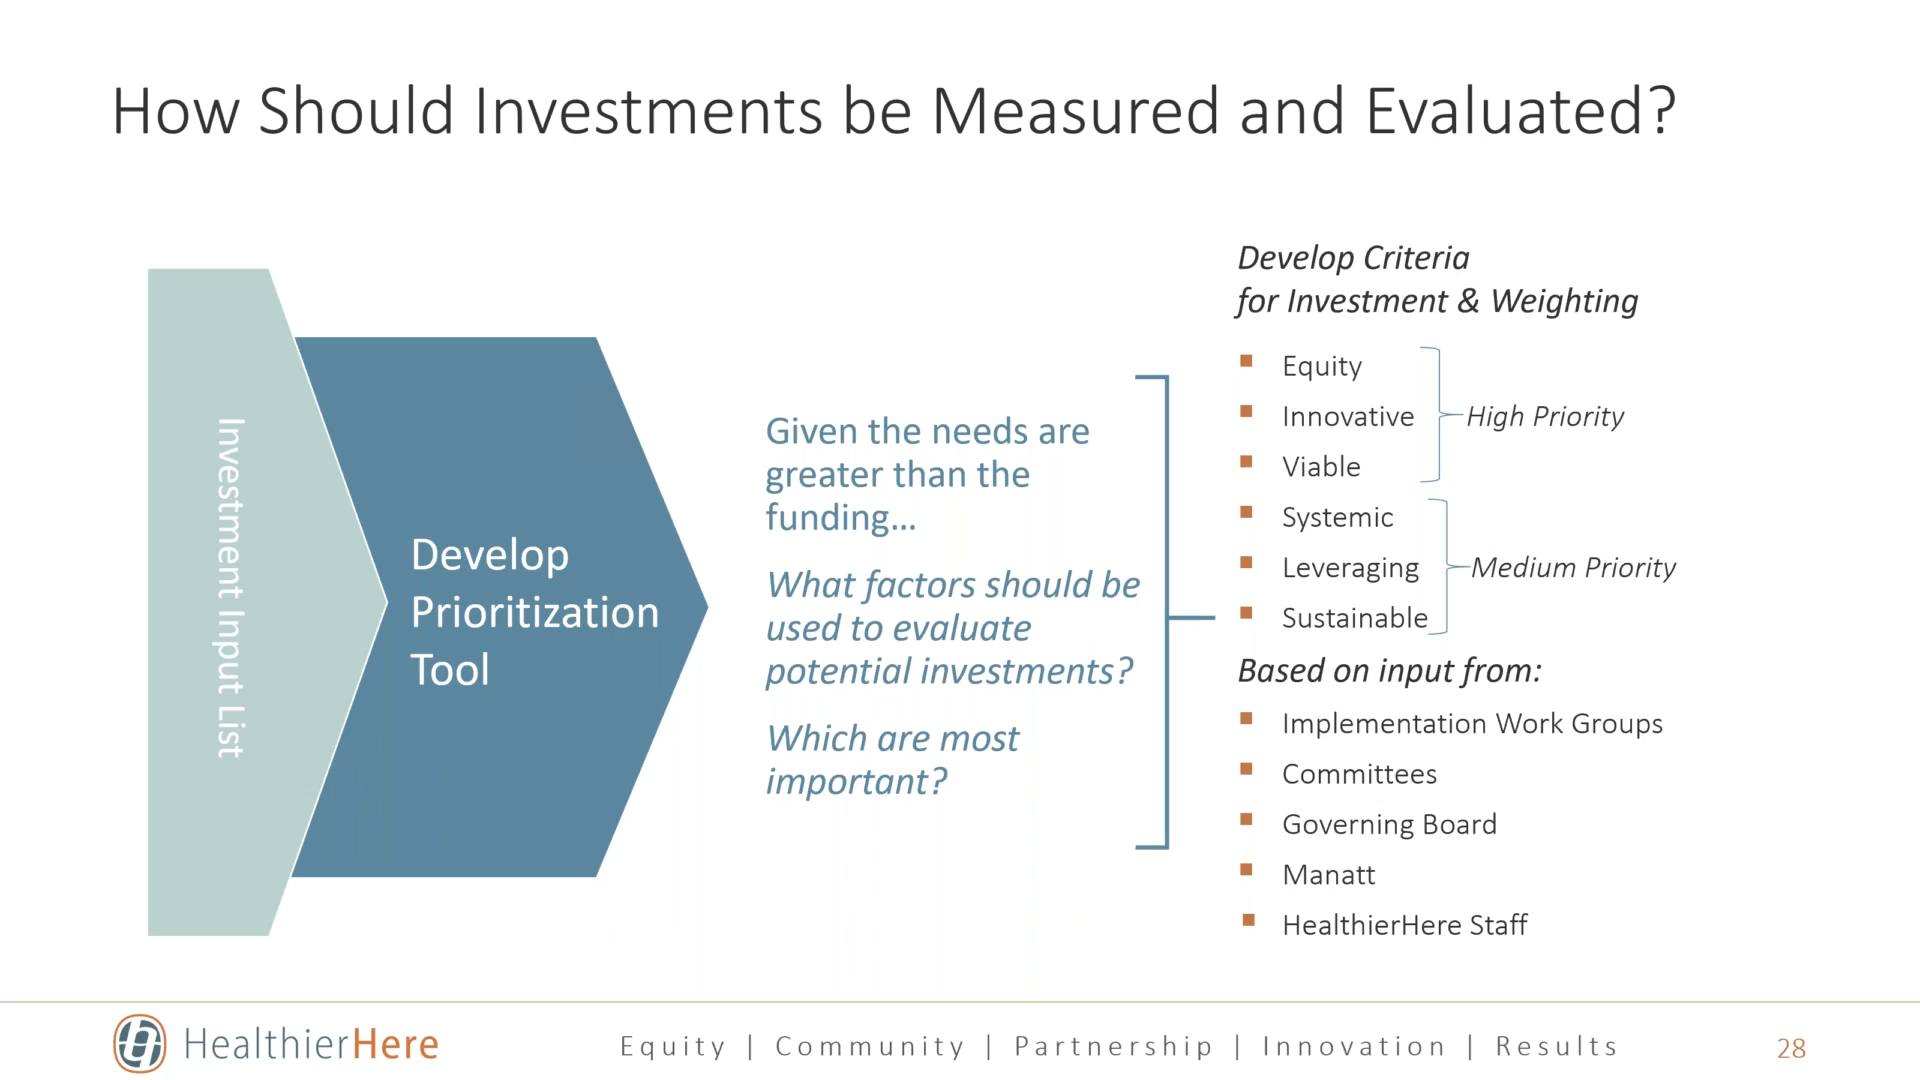 How Should Investments be Measured and Evaluated?
Investment Input List
Develop
Prioritization
Tool
Given the needs are
greater than the
funding...
What factors should be
used to evaluate
potential investments?
Which are most
important?
Develop Criteria
for Investment & Weighting
Equity
Innovative
Viable
High Priority
Systemic
Leveraging
Sustainable
Medium Priority
Based on input from:
Implementation Work Groups
Committees
Governing Board
Manatt
HealthierHere Staff
HealthierHere
Equity | Community | Partnership | Innovation | Results
28